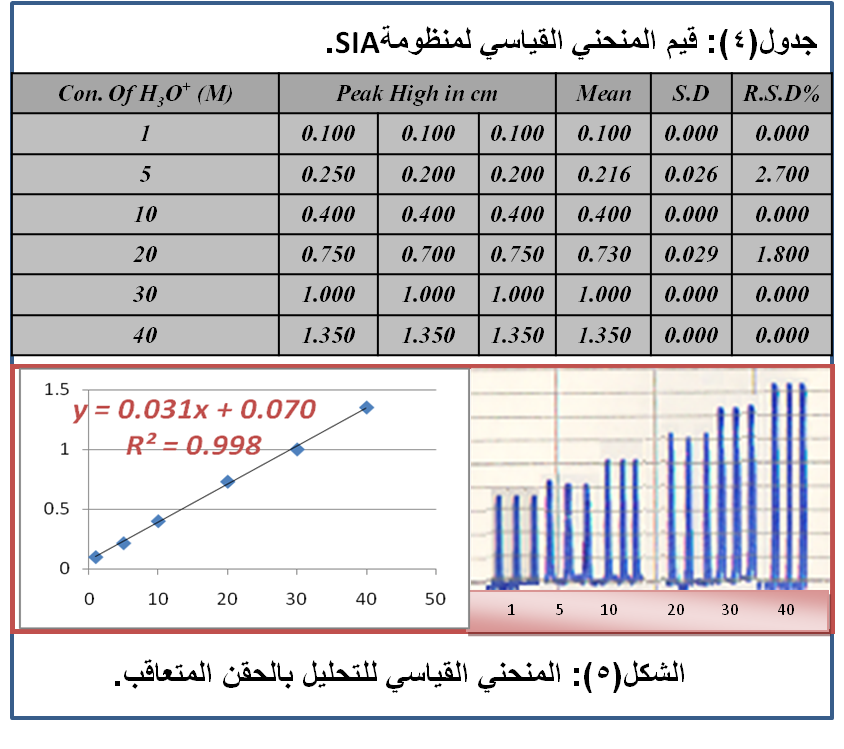 جدول(٤): قيم المنحني القياسي لمنظومةSIA.
Con. Of H₃O⁺ (M) Peak High in cm Mean S.D R.S.D%
1 0.100 0.100 0.100 0.100 0.000 0.000
5 0.250 0.200 0.200 0.216 0.026 2.700
10 0.400 0.400 0.400 0.400 0.000 0.000
20 0.750 0.700 0.750 0.730 0.029 1.800
30 1.000 1.000 1.000 1.000 0.000 0.000
40 1.350 1.350 1.350 1.350 0.000 0.000
1.5
y = 0.031x + 0.070
R² = 0.998
1
0.5
0
0 10 20 30 40 50
1 5 10 20 30 40
الشكل(٥): المنحني القياسي للتحليل بالحقن المتعاقب.